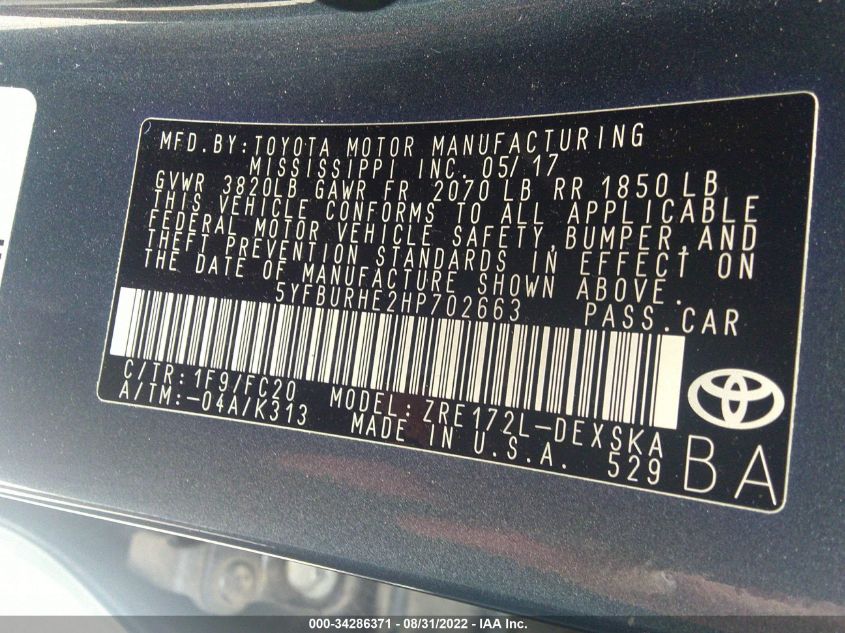 MFD.BY:TOYOTA MOTOR MANUFACTURING
MISSISSIPPI INC. 05/17
GVWR 3820LB GAWR FR 2070 LB RR 1850 LB
THIS VEHICLE CONFORMS TO ALL APPLICABLE
FEDERAL MOTOR VEHICLE SAFETY,BUMPER,AND
THEFT PREVENTION STANDARDS IN EFFECT ON
THE DATE OF MANUFACTURE SHOWN ABOVE.
5YFBURHE2HP702663 PASS.CAR
C/TR:1F9/FC20
A/TM:-04A/K313 MODEL:ZRE172L-DEXSKA
MADE IN U.S.A. 529
BA
000-34286371 - 08/31/2022 - IAA Inc.